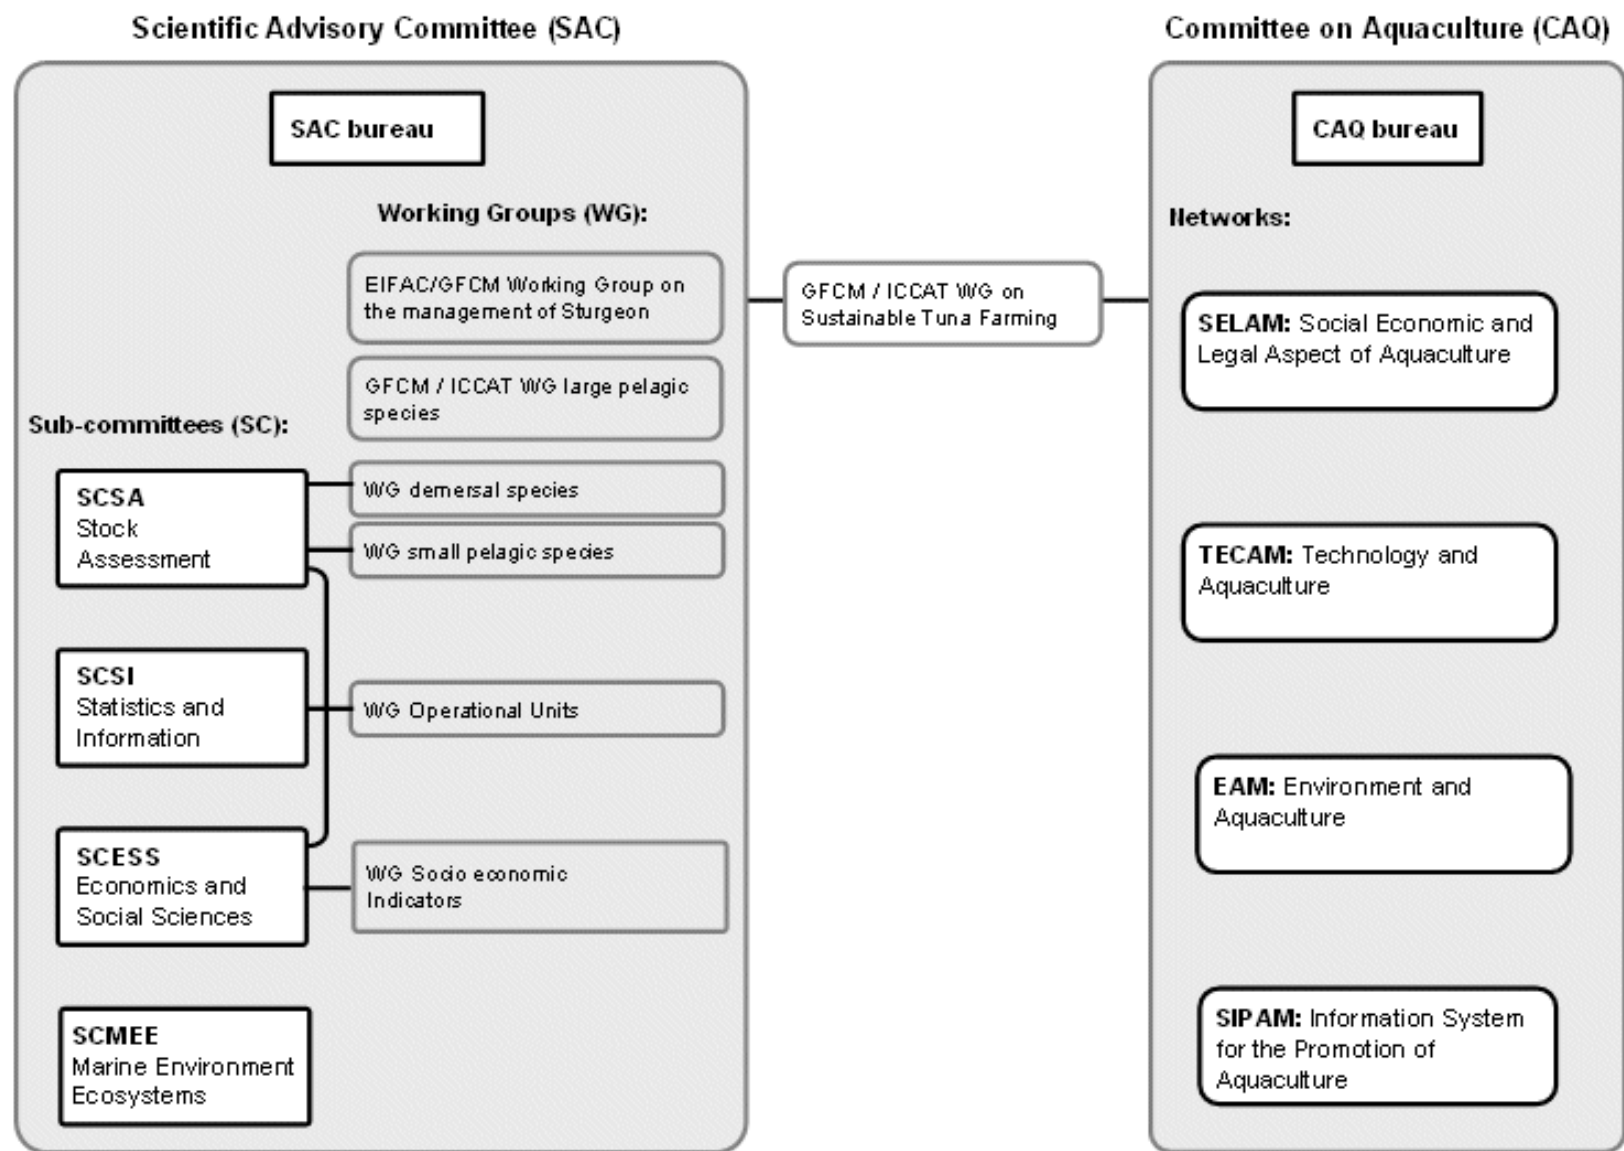 Scientific Advisory Committee (SAC)
SAC bureau
Working Groups (WG):
EIFAC/GFCM Working Group on
the management of Sturgeon
GFCM / ICCAT WG large pelagic
species
Sub-committees (SC):
SCSA
Stock
Assessment
WG demersal species
WG small pelagic species
SCSI
Statistics and
Information
WG Operational Units
SCESS
Economics and
Social Sciences
WG Socio economic
Indicators
SCMEE
Marine Environment
Ecosystems
GFCM / ICCAT WG on
Sustainable Tuna Farming
Committee on Aquaculture (CAQ)
CAQ bureau
Networks:
SELAM: Social Economic and
Legal Aspect of Aquaculture
TECAM: Technology and
Aquaculture
EAM: Environment and
Aquaculture
SIPAM: Information System
for the Promotion of
Aquaculture